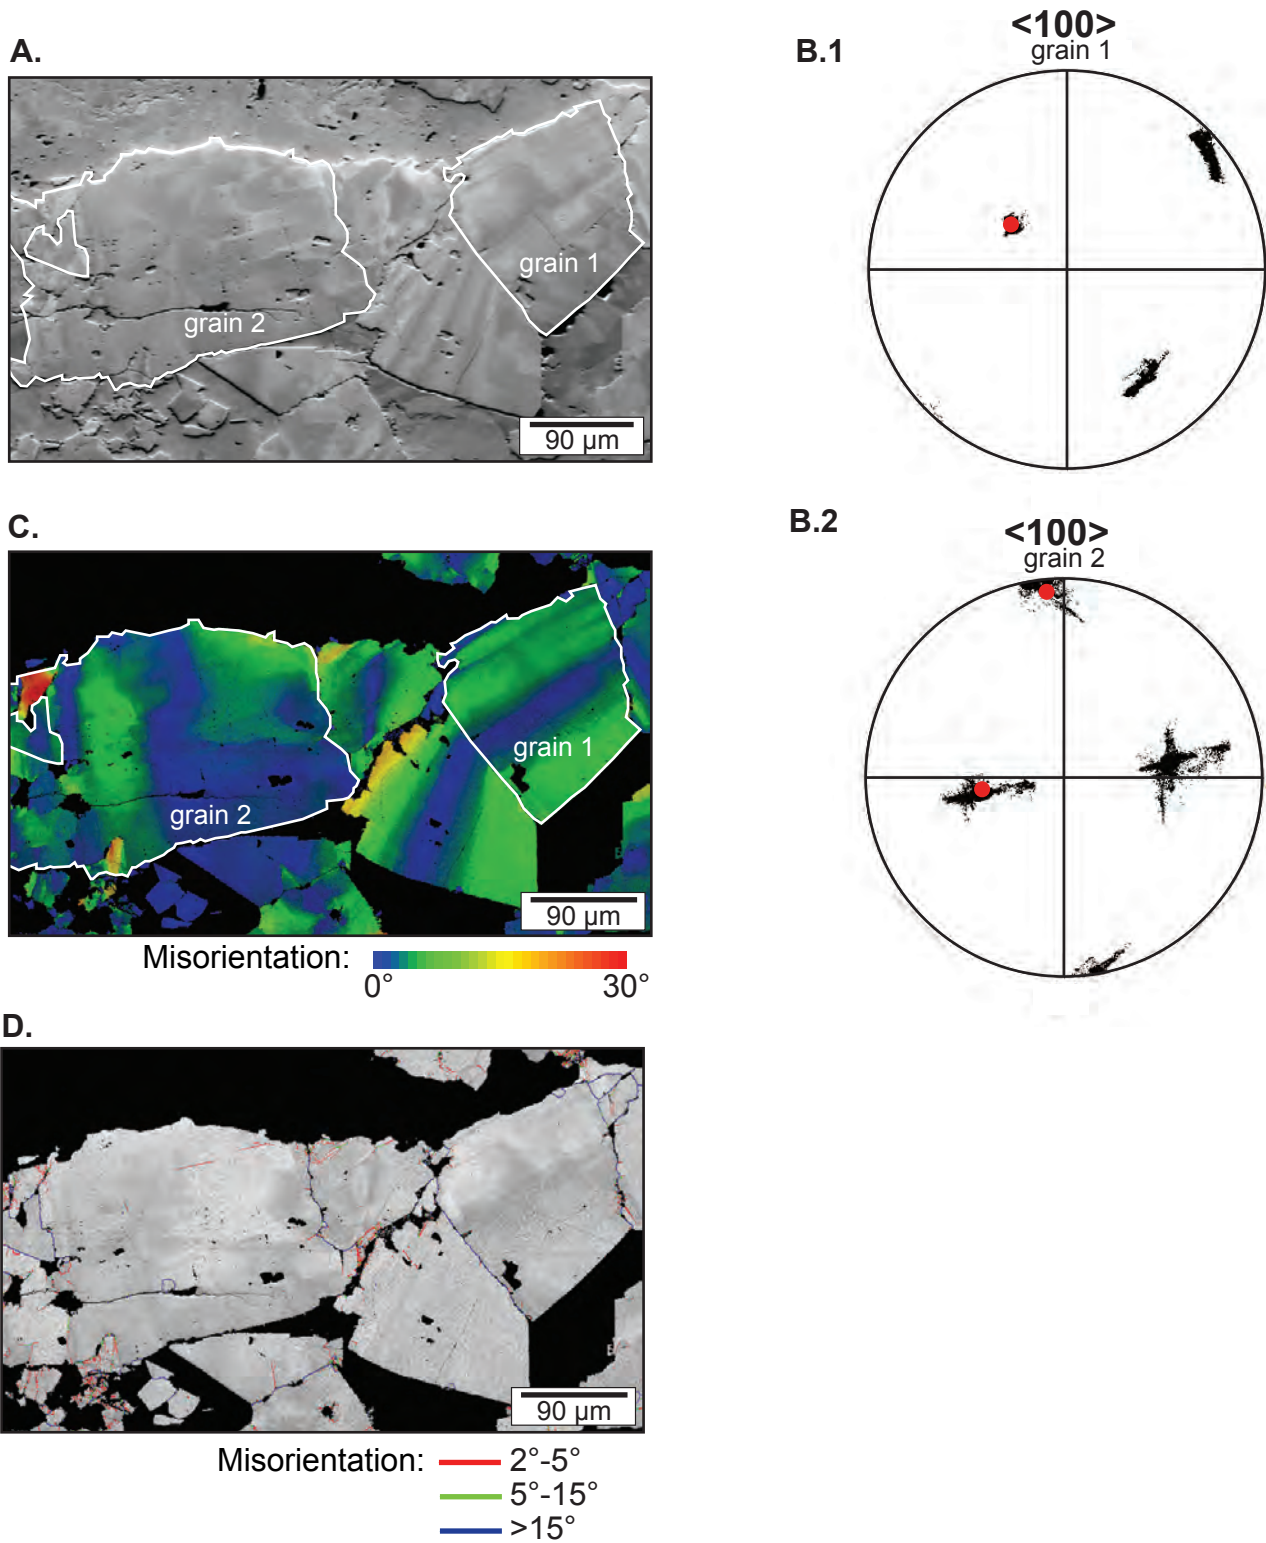 A.
grain 1
grain 2
90 µm
B.1
<100>
grain 1
C.
grain 1
grain 2
90 µm
Misorientation:
0°
30°
B.2
<100>
grain 2
D.
90 µm
Misorientation:
2°-5°
5°-15°
>15°